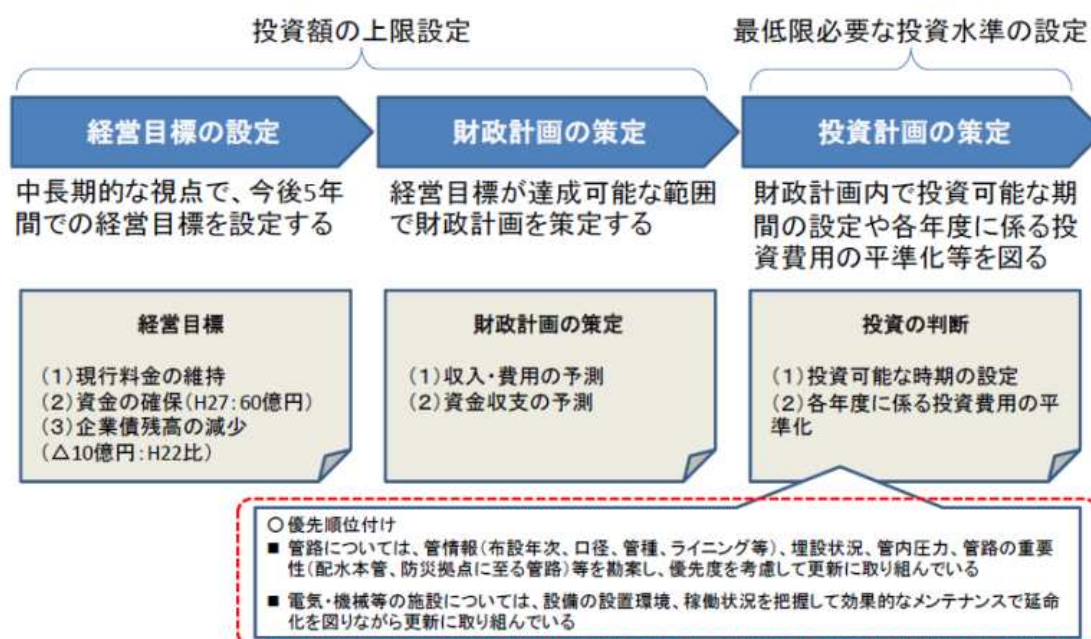 投資額の上限設定
最低限必要な投資水準の設定
経営目標の設定
財政計画の策定
投資計画の策定
中長期的な視点で、今後5年
間での経営目標を設定する
経営目標が達成可能な範囲
で財政計画を策定する
財政計画内で投資可能な期
間の設定や各年度に係る投
資費用の平準化等を図る
経営目標
(1)現行料金の維持
(2)資金の確保(H27:60億円)
(3)企業債残高の減少
(△10億円:H22比)
財政計画の策定
(1)収入・費用の予測
(2)資金収支の予測
投資の判断
(1)投資可能な時期の設定
(2)各年度に係る投資費用の平
準化
○優先順位付け
■ 管路については、管情報(布設年次、口径、管種、ライニング等)、埋設状況、管内圧力、管路の重要
性(配水本管、防災拠点に至る管路)等を勘案し、優先度を考慮して更新に取り組んでいる
■ 電気・機械等の施設については、設備の設置環境、稼働状況を把握して効果的なメンテナンスで延命
化を図りながら更新に取り組んでいる